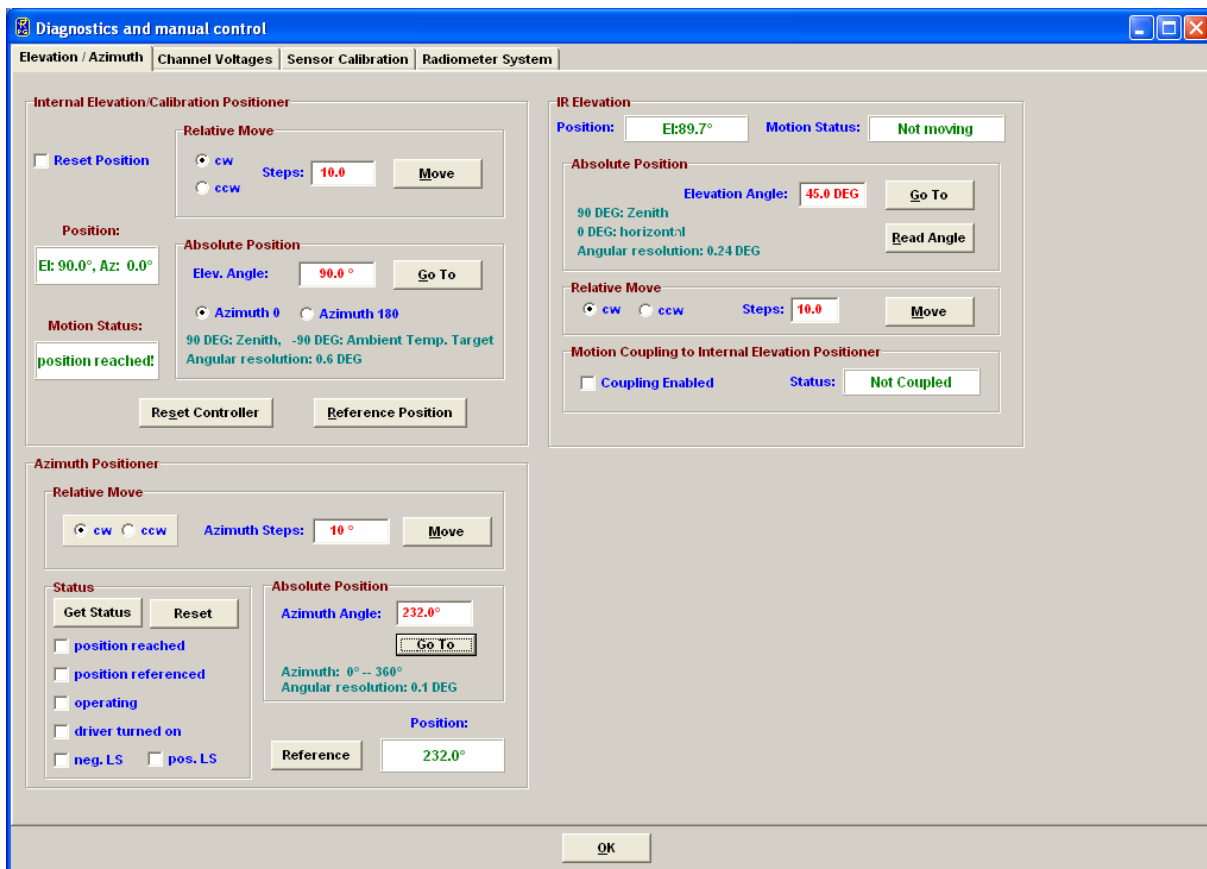 Diagnostics and manual control
Elevation / Azimuth Channel Voltages Sensor Calibration Radiometer System
Internal Elevation/Calibration Positioner
Reset Position
Relative Move
cw
ccw
Steps: 10.0 Move
Position:
El: 90.0°, Az: 0.0°
Motion Status:
position reached!
Absolute Position
Elev. Angle: 90.0 ° Go To
Azimuth 0 Azimuth 180
90 DEG: Zenith, -90 DEG: Ambient Temp. Target
Angular resolution: 0.6 DEG
Reset Controller Reference Position
IR Elevation
Position: El:89.7° Motion Status: Not moving
Absolute Position
Elevation Angle: 45.0 DEG Go To
90 DEG: Zenith
0 DEG: horizontal
Angular resolution: 0.24 DEG
Read Angle
Relative Move
cw ccw Steps: 10.0 Move
Motion Coupling to Internal Elevation Positioner
Coupling Enabled Status: Not Coupled
Azimuth Positioner
Relative Move
cw ccw Azimuth Steps: 10 ° Move
Status
Get Status Reset
position reached
position referenced
operating
driver turned on
neg. LS pos. LS
Absolute Position
Azimuth Angle: 232.0°
Go To
Azimuth: 0° -- 360°
Angular resolution: 0.1 DEG
Position:
Reference 232.0°
OK